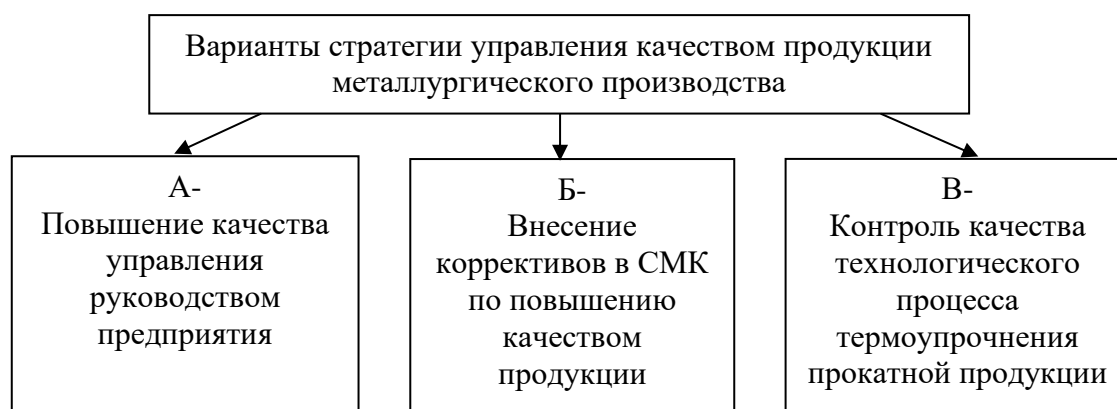 Варианты стратегии управления качеством продукции
металлургического производства
А-
Повышение качества
управления
руководством
предприятия
Б-
Внесение
коррективов в СМК
по повышению
качеством
продукции
В-
Контроль качества
технологического
процесса
термоупрочнения
прокатной продукции